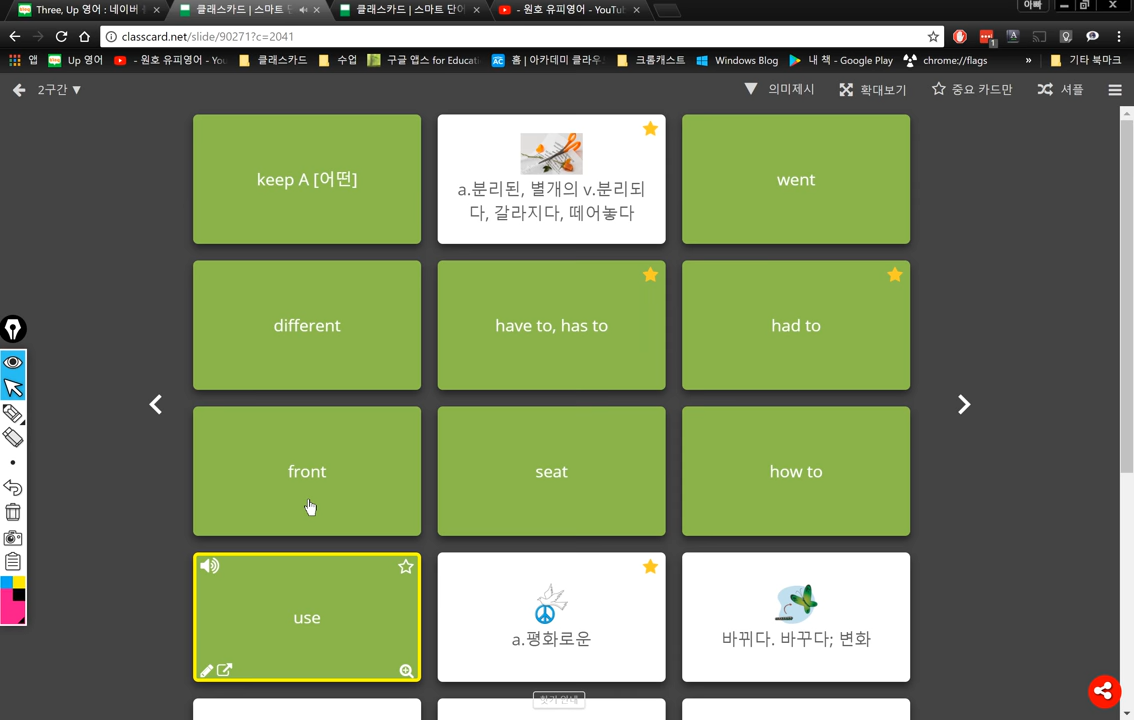 Three, Up 영어 : 네이버
클래스카드 | 스마트 단
클래스카드 | 스마트 단어
- 원호 유피영어 - YouTu
아빠
classcard.net/slide/90271?c=2041
1
앱
Up 영어
- 원호 유피영어 - You
클래스카드
수업
구글 앱스 for Educati
홈 | 아카데미 클라우
크롬캐스트
Windows Blog
내 책 - Google Play
chrome://flags
»
기타 북마크
2구간 ▼
의미제시
확대보기
중요 카드만
셔플
keep A [어떤]
a.분리된, 별개의 v.분리되
다, 갈라지다, 떼어놓다
went
different
have to, has to
had to
front
seat
how to
use
a.평화로운
바뀌다. 바꾸다; 변화